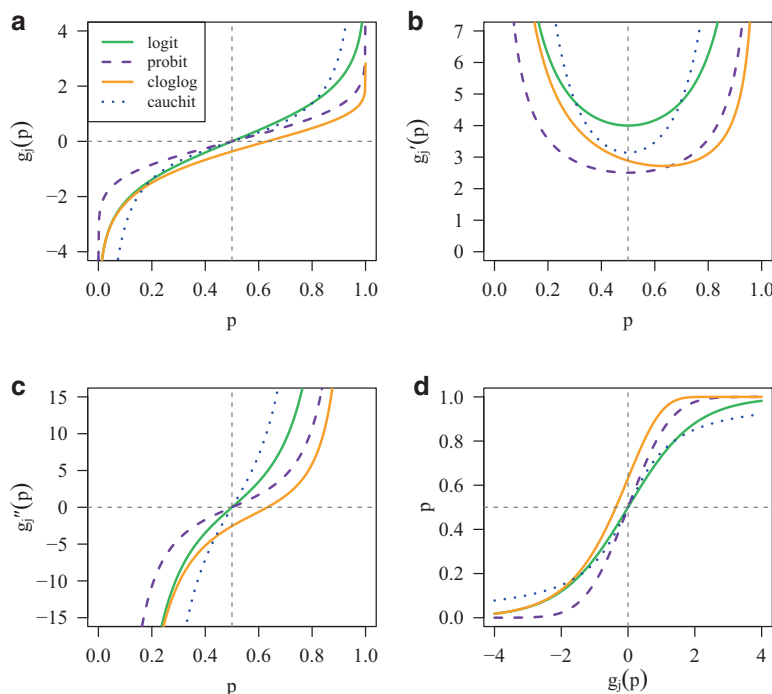 a
4
2
0
−2
−4
gj(p)
logit
probit
cloglog
cauchit
0.0 0.2 0.4 0.6 0.8 1.0
p
b
7
6
5
4
3
2
1
0
gj′(p)
0.0 0.2 0.4 0.6 0.8 1.0
p
c
15
10
5
0
−5
−10
−15
gj″(p)
0.0 0.2 0.4 0.6 0.8 1.0
p
d
1.0
0.8
0.6
0.4
0.2
0.0
p
−4 −2 0 2 4
gj(p)